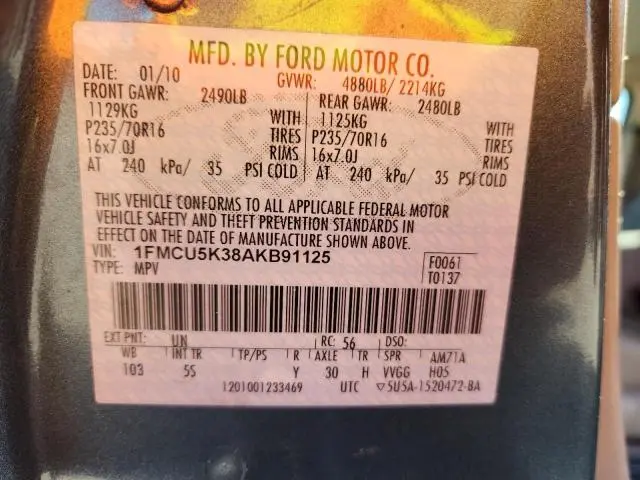 MFD. BY FORD MOTOR CO.
DATE: 01/10 GVWR: 4880LB/ 2214KG
FRONT GAWR: 2490LB REAR GAWR: 2480LB
1129KG WITH 1125KG WITH
P235/70R16 TIRES P235/70R16 TIRES
16x7.0J RIMS 16x7.0J RIMS
AT 240 kPa/ 35 PSI COLD AT 240 kPa/ 35 PSI COLD
THIS VEHICLE CONFORMS TO ALL APPLICABLE FEDERAL MOTOR
VEHICLE SAFETY AND THEFT PREVENTION STANDARDS IN
EFFECT ON THE DATE OF MANUFACTURE SHOWN ABOVE.
VIN: 1FMCU5K38AKB91125 F0061
TYPE: MPV T0137
EXT PNT: UN RC: 56 DSO:
WB INT TR TP/PS R AXLE TR SPR AM71A
103 5S Y 30 H VVGG H05
1201001233469 UTC ▽5U5A-1520472-BA